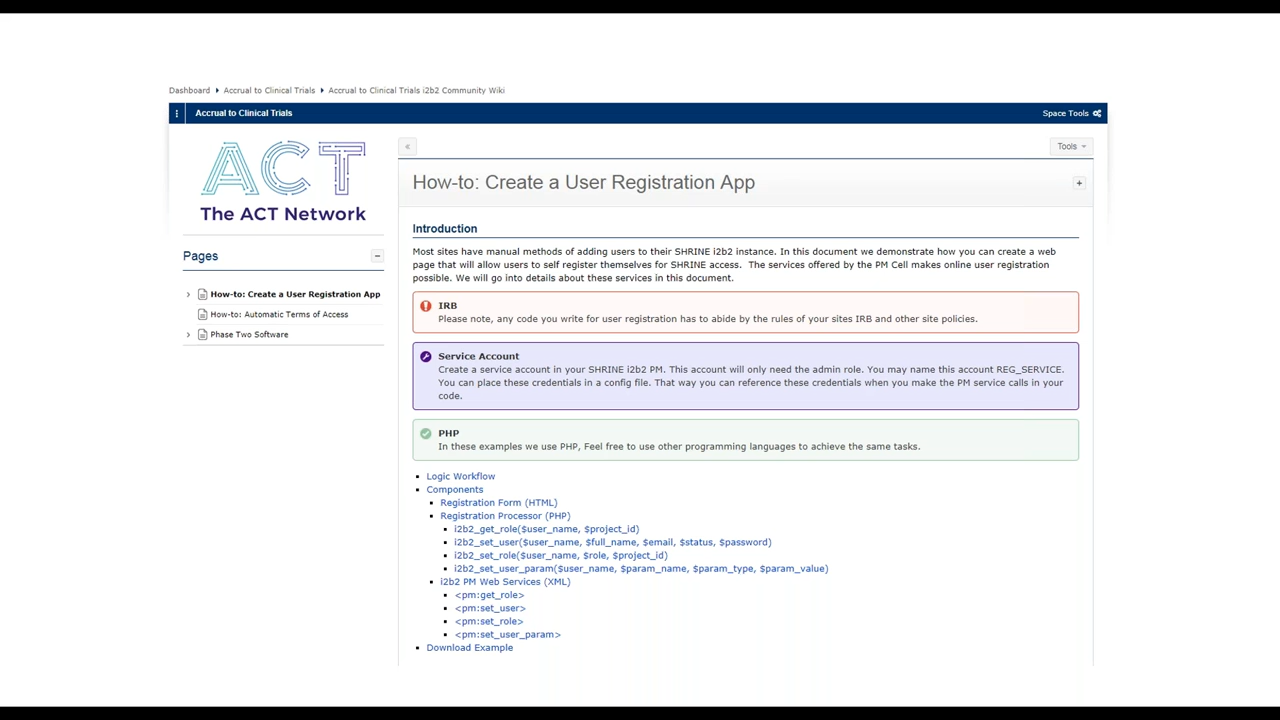 Dashboard Accrual to Clinical Trials Accrual to Clinical Trials i2b2 Community Wiki
Accrual to Clinical Trials
Space Tools
ACT
The ACT Network
Pages
How-to: Create a User Registration App
How-to: Automatic Terms of Access
Phase Two Software
Tools
How-to: Create a User Registration App
Introduction
Most sites have manual methods of adding users to their SHRINE i2b2 instance. In this document we demonstrate how you can create a web
page that will allow users to self register themselves for SHRINE access. The services offered by the PM Cell makes online user registration
possible. We will go into details about these services in this document.
IRB
Please note, any code you write for user registration has to abide by the rules of your sites IRB and other site policies.
Service Account
Create a service account in your SHRINE i2b2 PM. This account will only need the admin role. You may name this account REG_SERVICE.
You can place these credentials in a config file. That way you can reference these credentials when you make the PM service calls in your
code.
PHP
In these examples we use PHP, Feel free to use other programming languages to achieve the same tasks.
Logic Workflow
Components
Registration Form (HTML)
Registration Processor (PHP)
i2b2_get_role($user_name, $project_id)
i2b2_set_user($user_name, $full_name, $email, $status, $password)
i2b2_set_role($user_name, $role, $project_id)
i2b2_set_user_param($user_name, $param_name, $param_type, $param_value)
i2b2 PM Web Services (XML)
<pm:get_role>
<pm:set_user>
<pm:set_role>
<pm:set_user_param>
Download Example